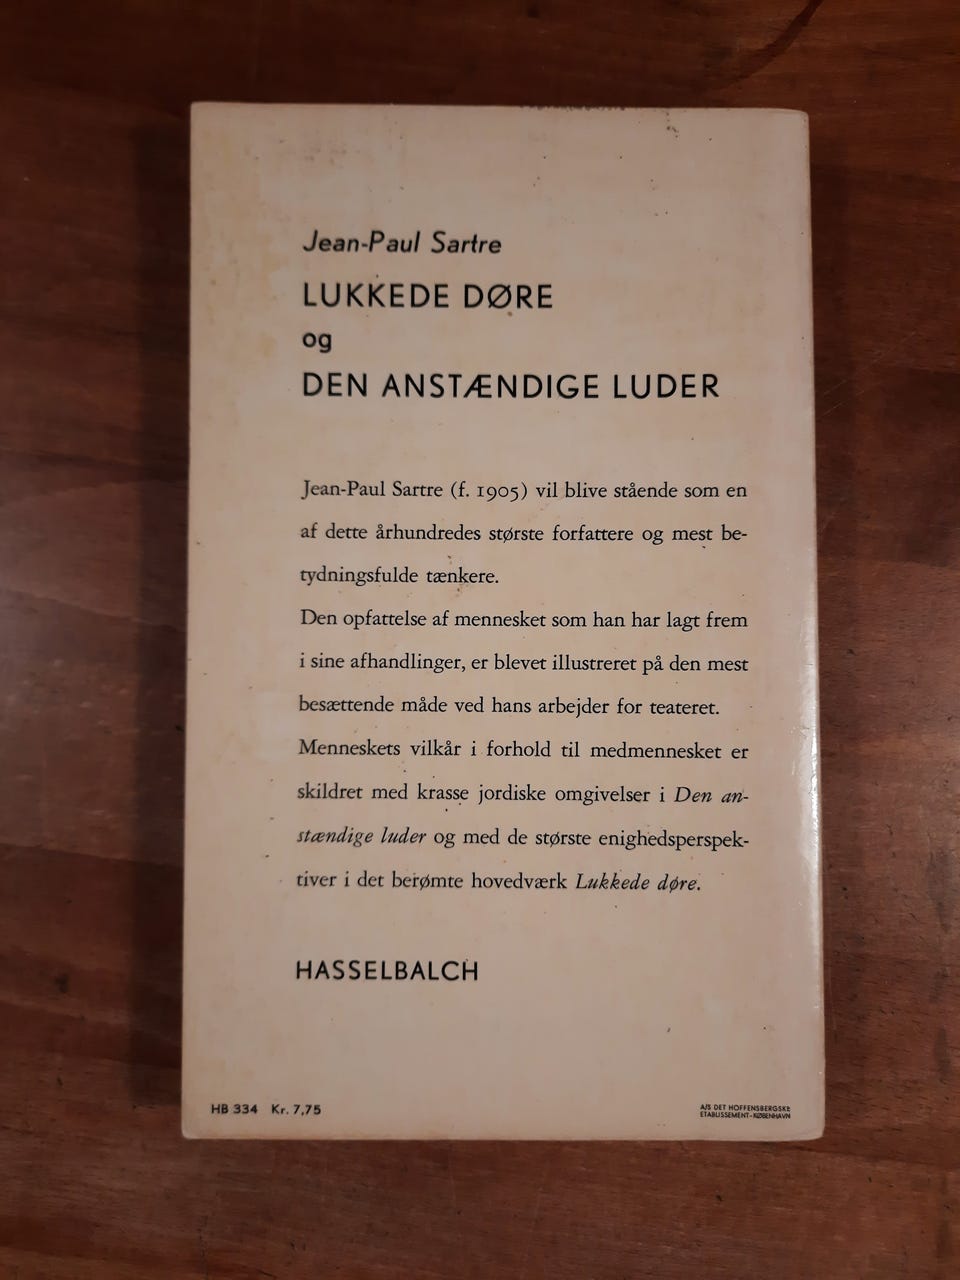 Jean-Paul Sartre
LUKKEDE DØRE
og
DEN ANSTÆNDIGE LUDER
Jean-Paul Sartre (f. 1905) vil blive stående som en
af dette århundredes største forfattere og mest be-
tydningsfulde tænkere.
Den opfattelse af mennesket som han har lagt frem
i sine afhandlinger, er blevet illustreret på den mest
besættende måde ved hans arbejder for teateret.
Menneskets vilkår i forhold til medmennesket er
skildret med krasse jordiske omgivelser i Den an-
stændige luder og med de største enighedsperspek-
tiver i det berømte hovedværk Lukkede døre.
HASSELBALCH
HB 334 Kr. 7,75
A/S DET HOFFENSBERGSKE
ETABLISSEMENT-KØBENHAVN